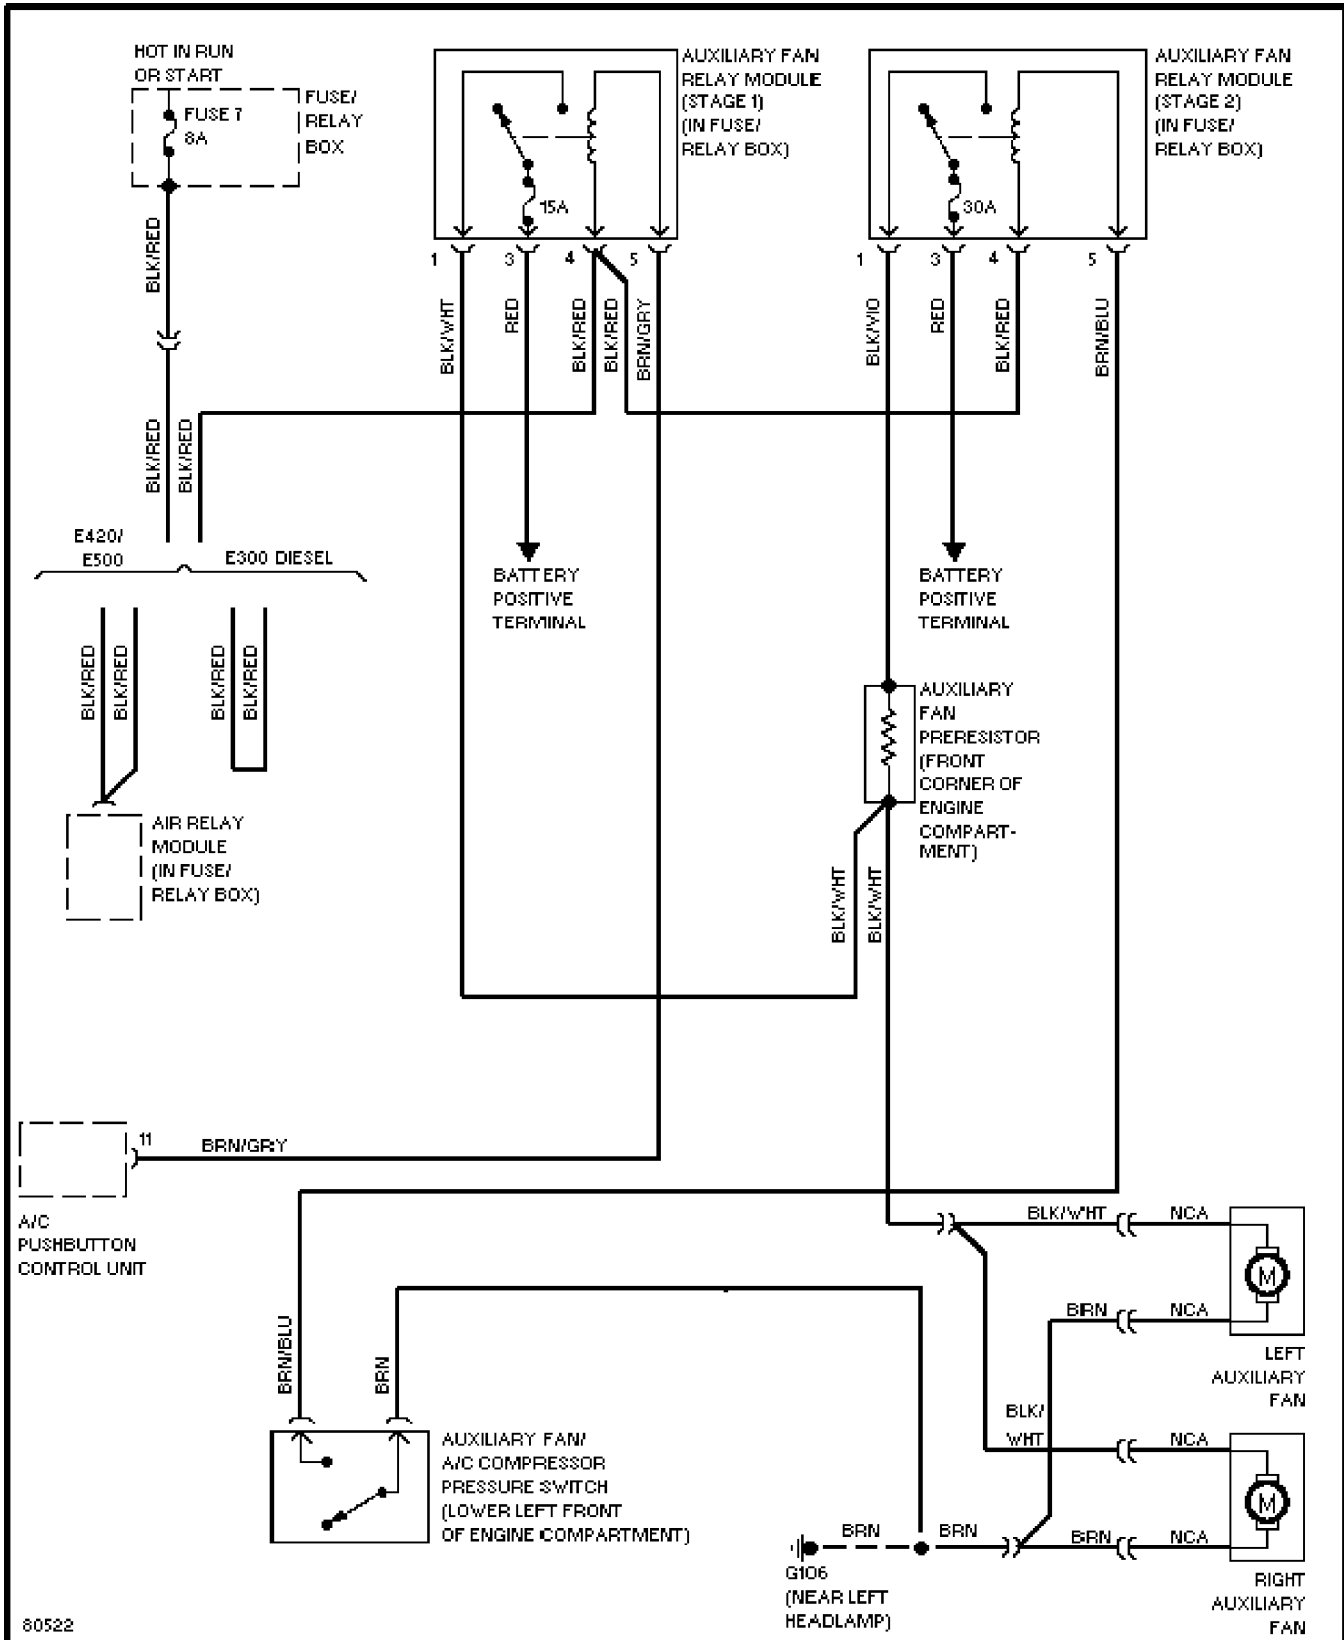 HOT IN RUN
OR START
FUSE 7
8A
FUSE/
RELAY
BOX
AUXILIARY FAN
RELAY MODULE
(STAGE 1)
(IN FUSE/
RELAY BOX)
AUXILIARY FAN
RELAY MODULE
(STAGE 2)
(IN FUSE/
RELAY BOX)
15A
30A
1
3
4
5
1
3
4
5
BLK/RED
BLK/WHT
RED
BLK/RED
BLK/RED
BRN/GRY
BLK/VIO
RED
BLK/RED
BRN/BLU
BLK/RED
BLK/RED
E420/
E500
E300 DIESEL
BATTERY
POSITIVE
TERMINAL
BATTERY
POSITIVE
TERMINAL
BLK/RED
BLK/RED
BLK/RED
BLK/RED
AUXILIARY
FAN
PRERESISTOR
(FRONT
CORNER OF
ENGINE
COMPART-
MENT)
AIR RELAY
MODULE
(IN FUSE/
RELAY BOX)
BLK/WHT
BLK/WHT
11
BRN/GRY
A/C
PUSHBUTTON
CONTROL UNIT
BLK/WHT
NCA
M
BRN
NCA
LEFT
AUXILIARY
FAN
BRN/BLU
BRN
BLK/
WHT
NCA
M
AUXILIARY FAN/
A/C COMPRESSOR
PRESSURE SWITCH
(LOWER LEFT FRONT
OF ENGINE COMPARTMENT)
BRN
BRN
BRN
NCA
G106
(NEAR LEFT
HEADLAMP)
RIGHT
AUXILIARY
FAN
80522